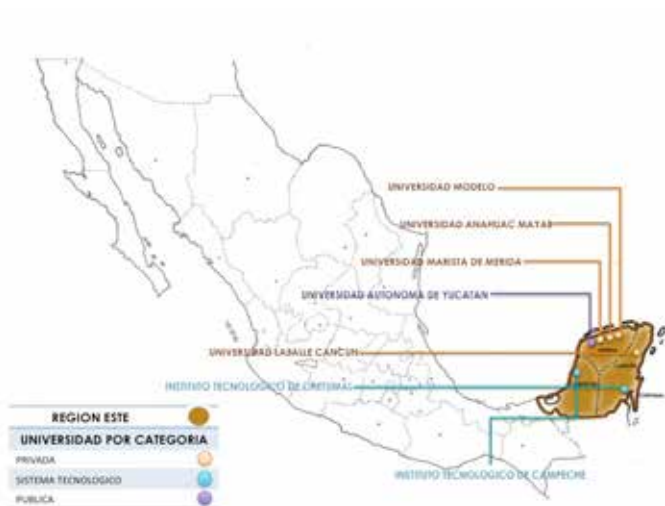 UNIVERSIDAD MODELO
UNIVERSIDAD ANAHUAC MAYAB
UNIVERSIDAD MARISTA DE MERIDA
UNIVERSIDAD AUTONOMA DE YUCATAN
UNIVERSIDAD LASALLE CANCUN
INSTITUTO TECNOLOGICO DE
INSTITUTO TECNOLOGICO DE CAMPECHE
REGION ESTE
UNIVERSIDAD POR CATEGORIA
PRIVADA
SISTEMA TECNOLOGICO
PUBLICA